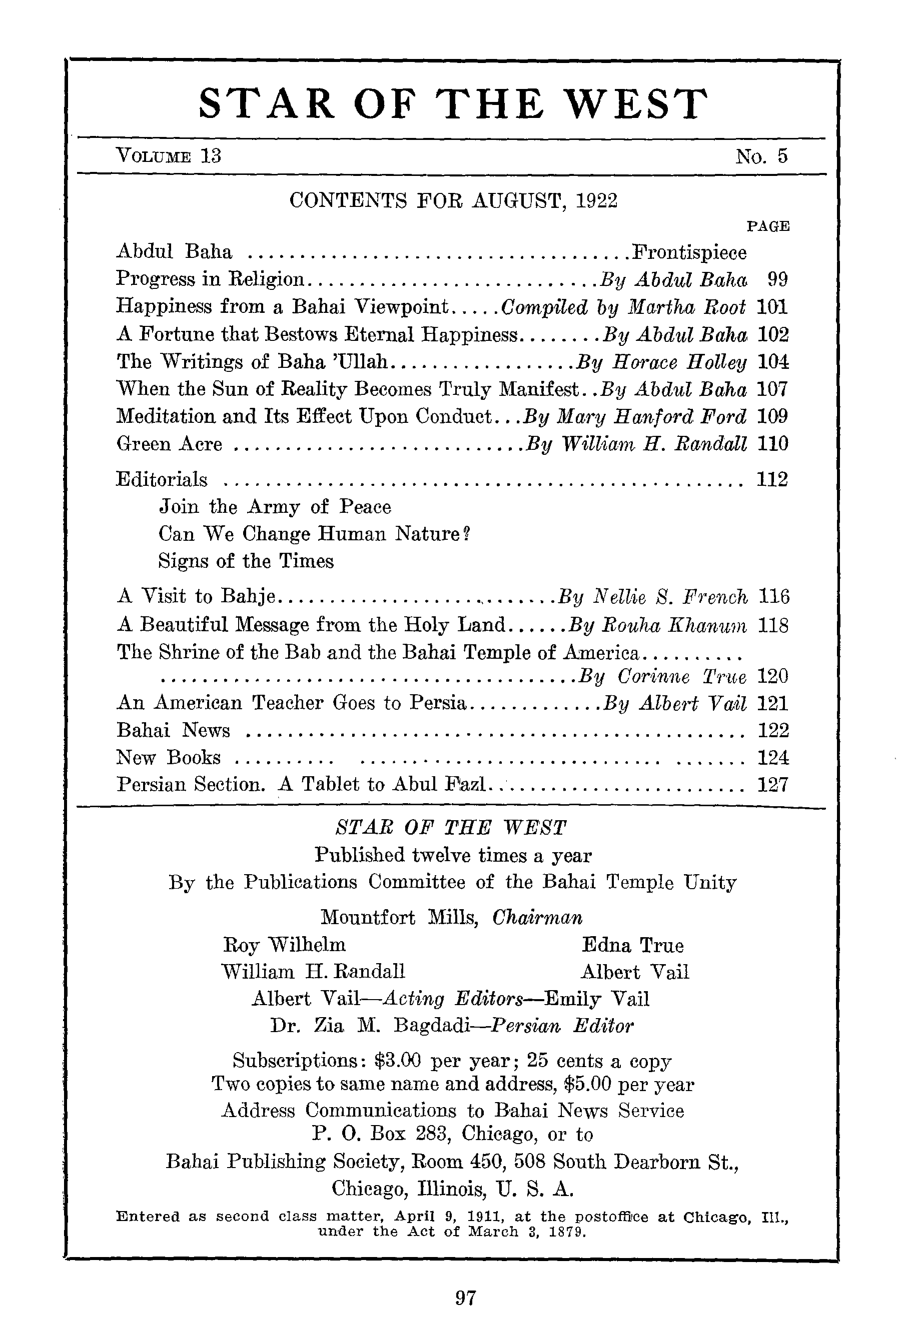 STAR OF THE WEST
VOLUME 13 No. 5
CONTENTS FOR AUGUST, 1922
PAGE
Abdul Baha .....................................Frontispiece
Progress in Religion............................By Abdul Baha 99
Happiness from a Bahai Viewpoint.....Compiled by Martha Root 101
A Fortune that Bestows Eternal Happiness........By Abdul Baha 102
The Writings of Baha 'Ullah..................By Horace Holley 104
When the Sun of Reality Becomes Truly Manifest..By Abdul Baha 107
Meditation and Its Effect Upon Conduct...By Mary Hanford Ford 109
Green Acre ............................By William H. Randall 110
Editorials .................................................. 112
Join the Army of Peace
Can We Change Human Nature?
Signs of the Times
A Visit to Bahje...........................By Nellie S. French 116
A Beautiful Message from the Holy Land......By Rouha Khanum 118
The Shrine of the Bab and the Bahai Temple of America..........
........................................By Corinne True 120
An American Teacher Goes to Persia.............By Albert Vail 121
Bahai News ................................................ 122
New Books .......... ............................. ....... 124
Persian Section. A Tablet to Abul Fazl......................... 127
STAR OF THE WEST
Published twelve times a year
By the Publications Committee of the Bahai Temple Unity
Mountfort Mills, Chairman
Roy Wilhelm Edna True
William H. Randall Albert Vail
Albert Vail—Acting Editors—Emily Vail
Dr. Zia M. Bagdadi—Persian Editor
Subscriptions: $3.00 per year; 25 cents a copy
Two copies to same name and address, $5.00 per year
Address Communications to Bahai News Service
P. O. Box 283, Chicago, or to
Bahai Publishing Society, Room 450, 508 South Dearborn St.,
Chicago, Illinois, U. S. A.
Entered as second class matter, April 9, 1911, at the postoffice at Chicago, Ill.,
under the Act of March 3, 1879.
97